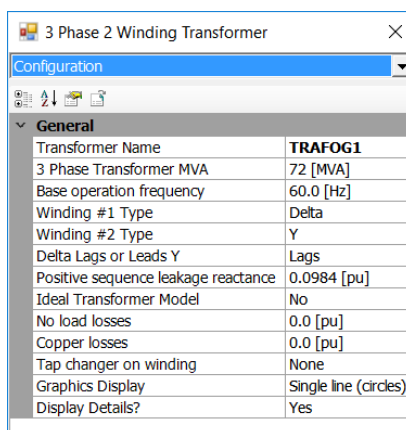 3 Phase 2 Winding Transformer
Configuration
General
Transformer Name TRAFOG1
3 Phase Transformer MVA 72 [MVA]
Base operation frequency 60.0 [Hz]
Winding #1 Type Delta
Winding #2 Type Y
Delta Lags or Leads Y Lags
Positive sequence leakage reactance 0.0984 [pu]
Ideal Transformer Model No
No load losses 0.0 [pu]
Copper losses 0.0 [pu]
Tap changer on winding None
Graphics Display Single line (circles)
Display Details? Yes